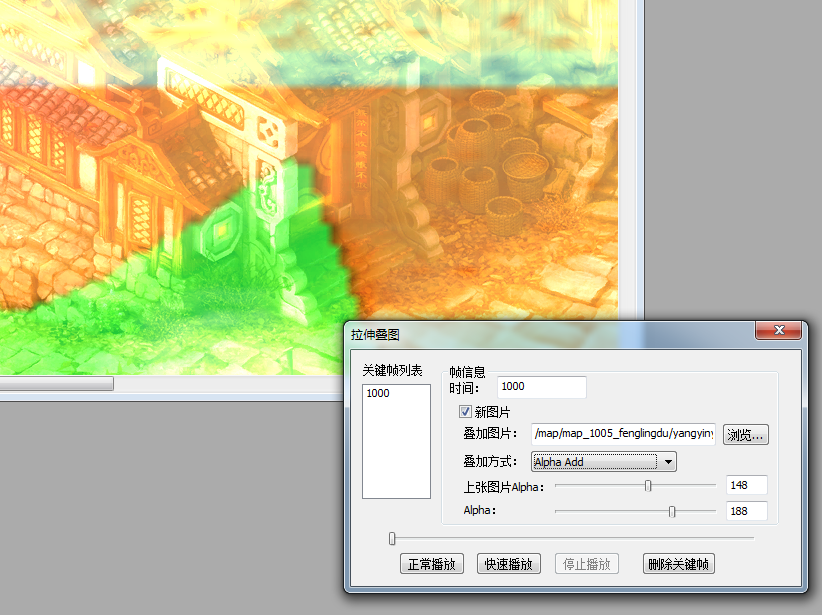 拉伸叠图
关键帧列表
1000
帧信息
时间： 1000
新图片
叠加图片： /map/map_1005_fenglingdu/yangyiny 浏览...
叠加方式： Alpha Add
上张图片Alpha： 148
Alpha： 188
正常播放 快速播放 停止播放 删除关键帧